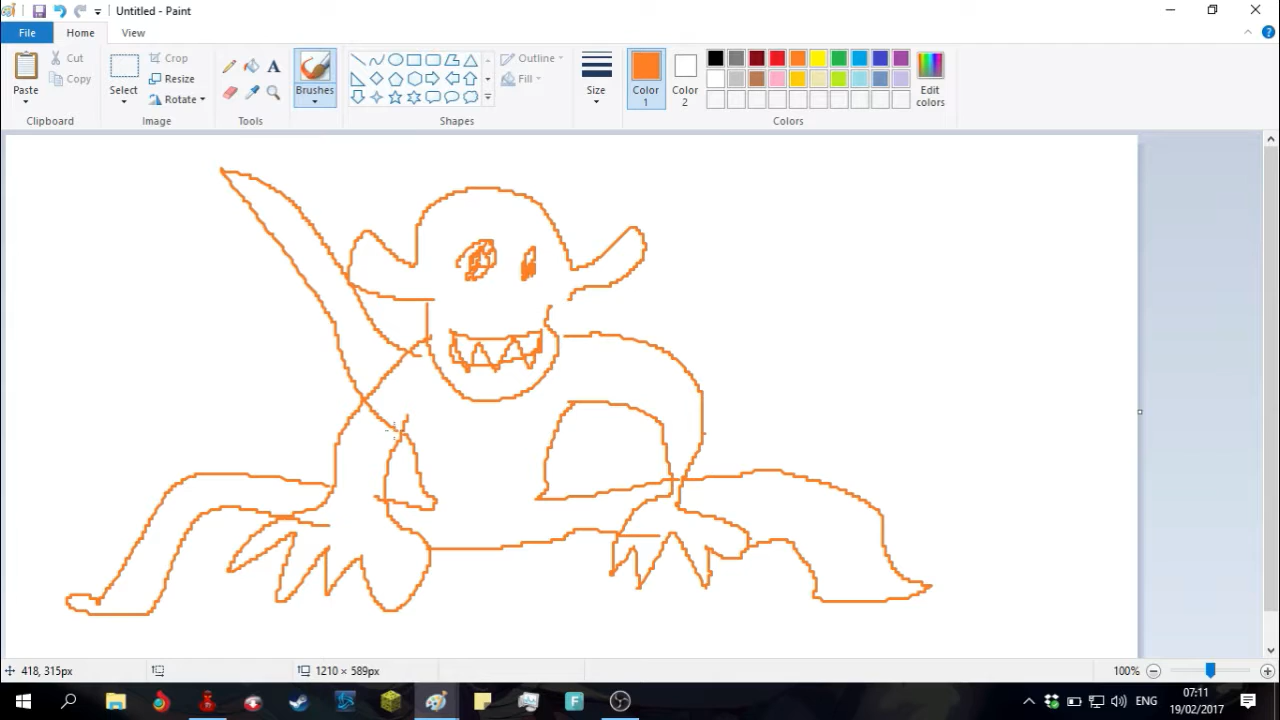 Untitled - Paint
File
Home
View
Paste
Cut
Copy
Clipboard
Select
Crop
Resize
Rotate
Image
A
Tools
Brushes
Outline
Fill
Shapes
Size
Color
1
Color
2
Edit
colors
Colors
418, 315px
1210 × 589px
100%
F
ENG
07:11
19/02/2017